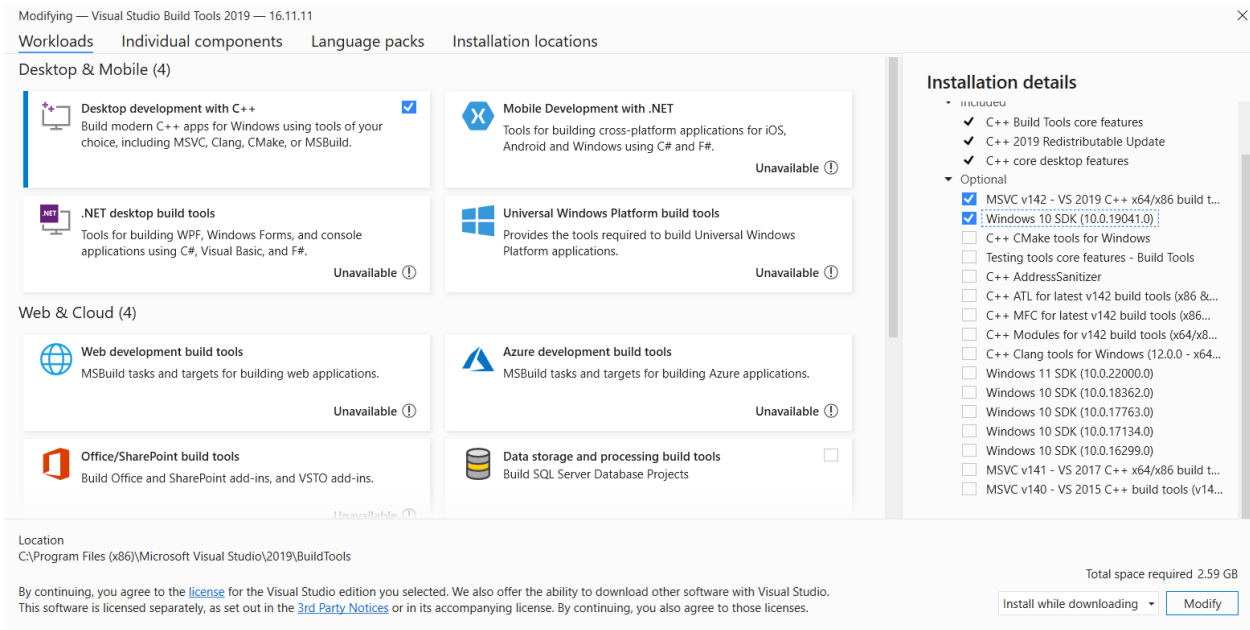 Modifying — Visual Studio Build Tools 2019 — 16.11.11
Workloads Individual components Language packs Installation locations
Desktop & Mobile (4)
Desktop development with C++
Build modern C++ apps for Windows using tools of your
choice, including MSVC, Clang, CMake, or MSBuild.
Mobile Development with .NET
Tools for building cross-platform applications for iOS,
Android and Windows using C# and F#.
Unavailable
.NET
.NET desktop build tools
Tools for building WPF, Windows Forms, and console
applications using C#, Visual Basic, and F#.
Unavailable
Universal Windows Platform build tools
Provides the tools required to build Universal Windows
Platform applications.
Unavailable
Web & Cloud (4)
Web development build tools
MSBuild tasks and targets for building web applications.
Unavailable
Azure development build tools
MSBuild tasks and targets for building Azure applications.
Unavailable
Office/SharePoint build tools
Build Office and SharePoint add-ins, and VSTO add-ins.
Unavailable
Data storage and processing build tools
Build SQL Server Database Projects
Installation details
Included
C++ Build Tools core features
C++ 2019 Redistributable Update
C++ core desktop features
Optional
MSVC v142 - VS 2019 C++ x64/x86 build t...
Windows 10 SDK (10.0.19041.0)
C++ CMake tools for Windows
Testing tools core features - Build Tools
C++ AddressSanitizer
C++ ATL for latest v142 build tools (x86 &...
C++ MFC for latest v142 build tools (x86...
C++ Modules for v142 build tools (x64/x8...
C++ Clang tools for Windows (12.0.0 - x64...
Windows 11 SDK (10.0.22000.0)
Windows 10 SDK (10.0.18362.0)
Windows 10 SDK (10.0.17763.0)
Windows 10 SDK (10.0.17134.0)
Windows 10 SDK (10.0.16299.0)
MSVC v141 - VS 2017 C++ x64/x86 build t...
MSVC v140 - VS 2015 C++ build tools (v14...
Location
C:\Program Files (x86)\Microsoft Visual Studio\2019\BuildTools
By continuing, you agree to the license for the Visual Studio edition you selected. We also offer the ability to download other software with Visual Studio.
This software is licensed separately, as set out in the 3rd Party Notices or in its accompanying license. By continuing, you also agree to those licenses.
Total space required 2.59 GB
Install while downloading
Modify